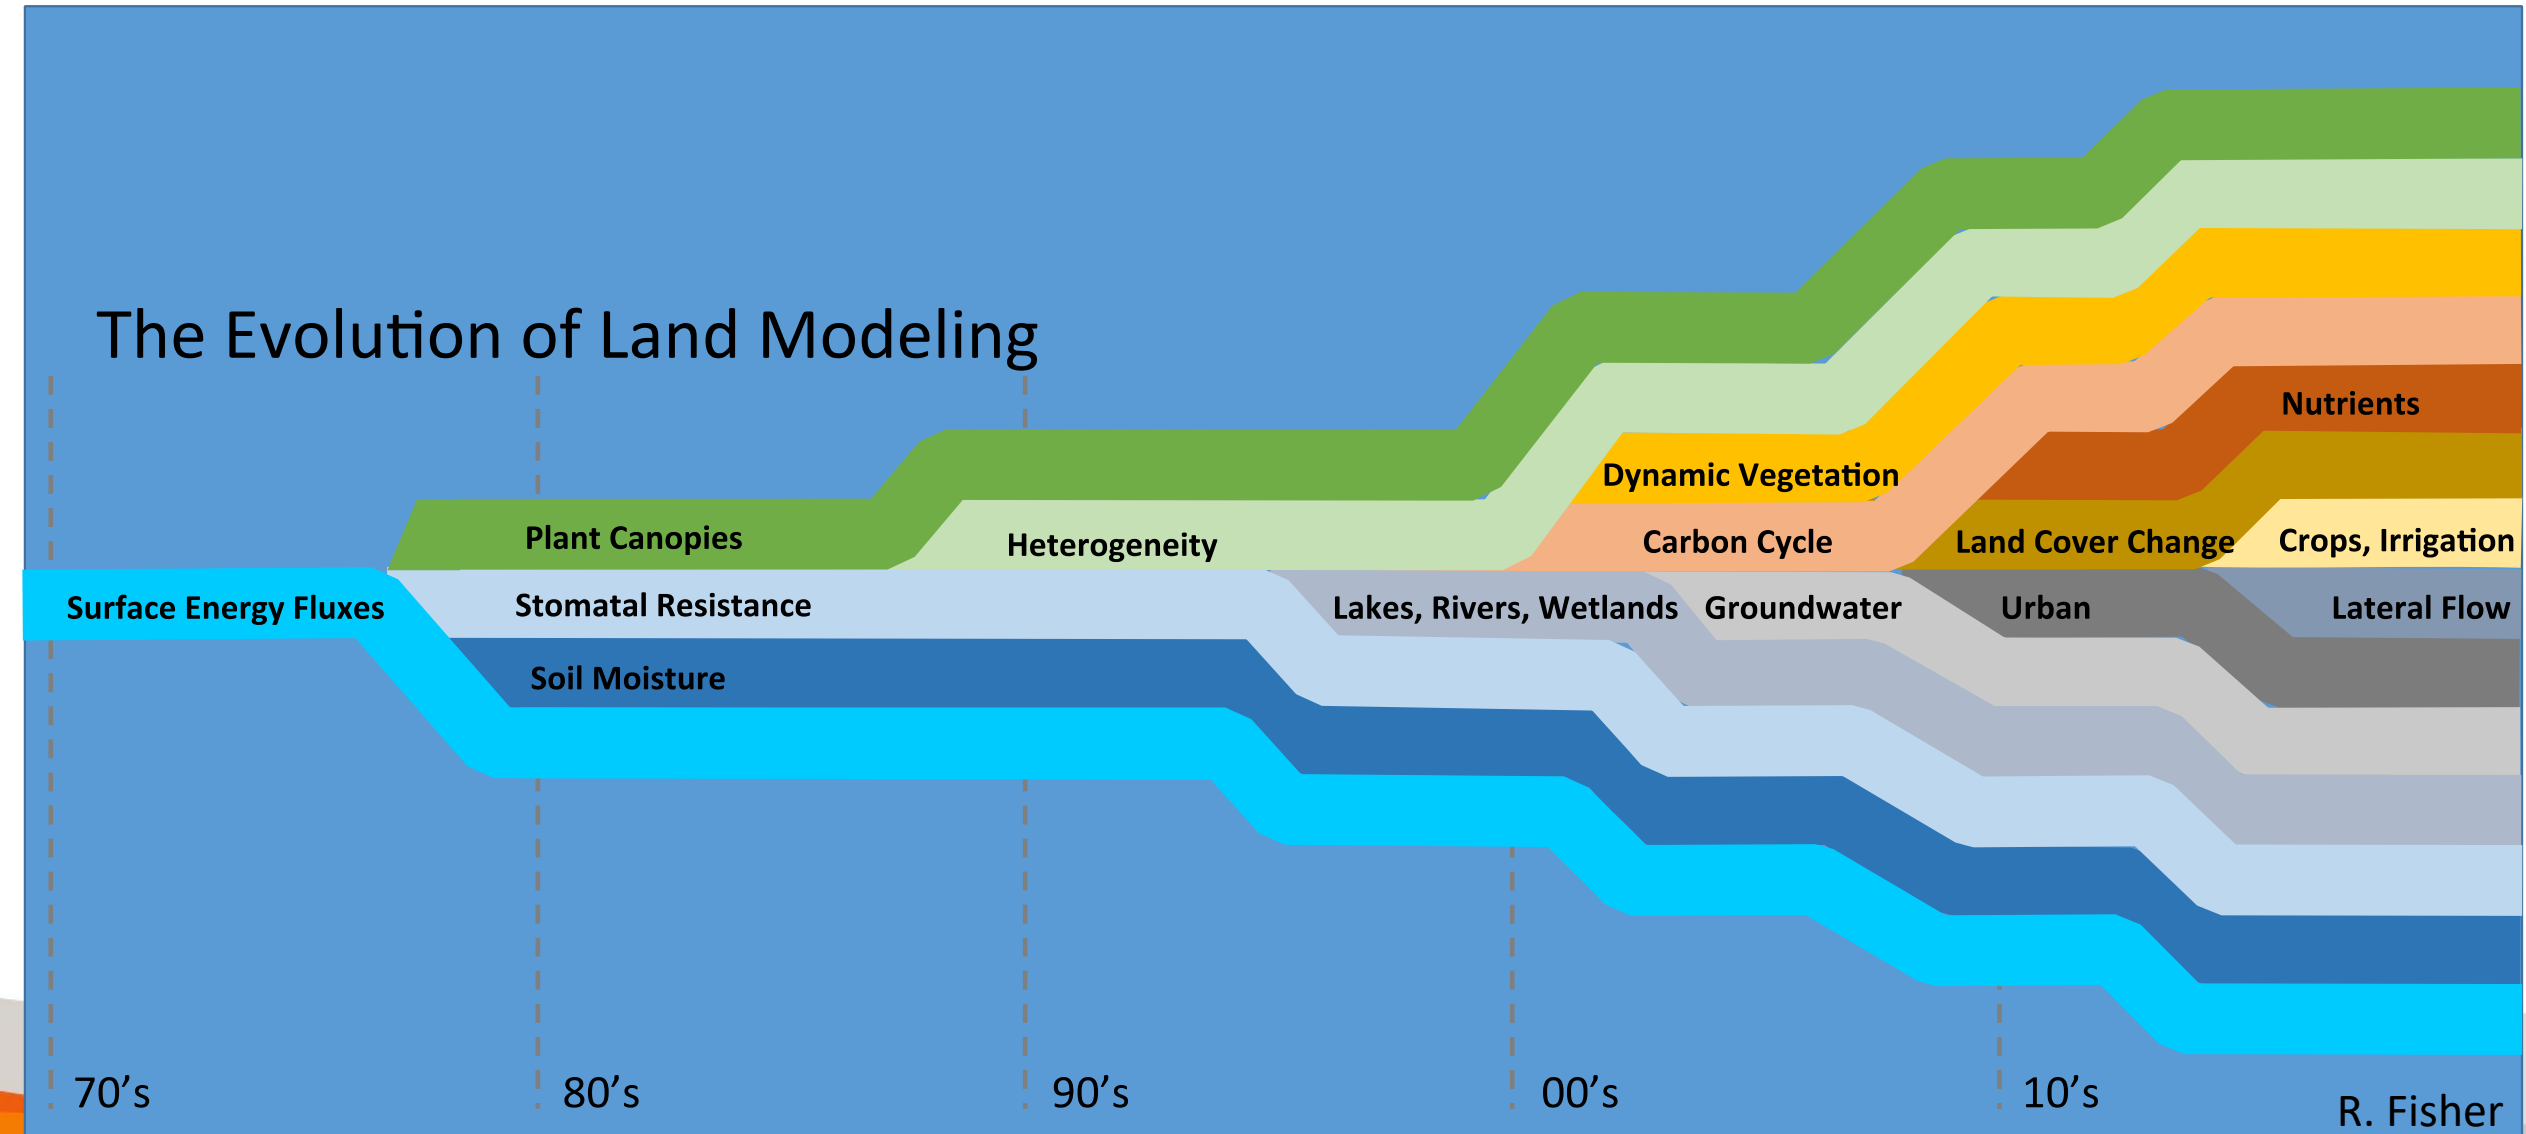 The Evolution of Land Modeling
Nutrients
Dynamic Vegetation
Plant Canopies
Heterogeneity
Carbon Cycle
Land Cover Change
Crops, Irrigation
Surface Energy Fluxes
Stomatal Resistance
Lakes, Rivers, Wetlands
Groundwater
Urban
Lateral Flow
Soil Moisture
70's
80's
90's
00's
10's
R. Fisher